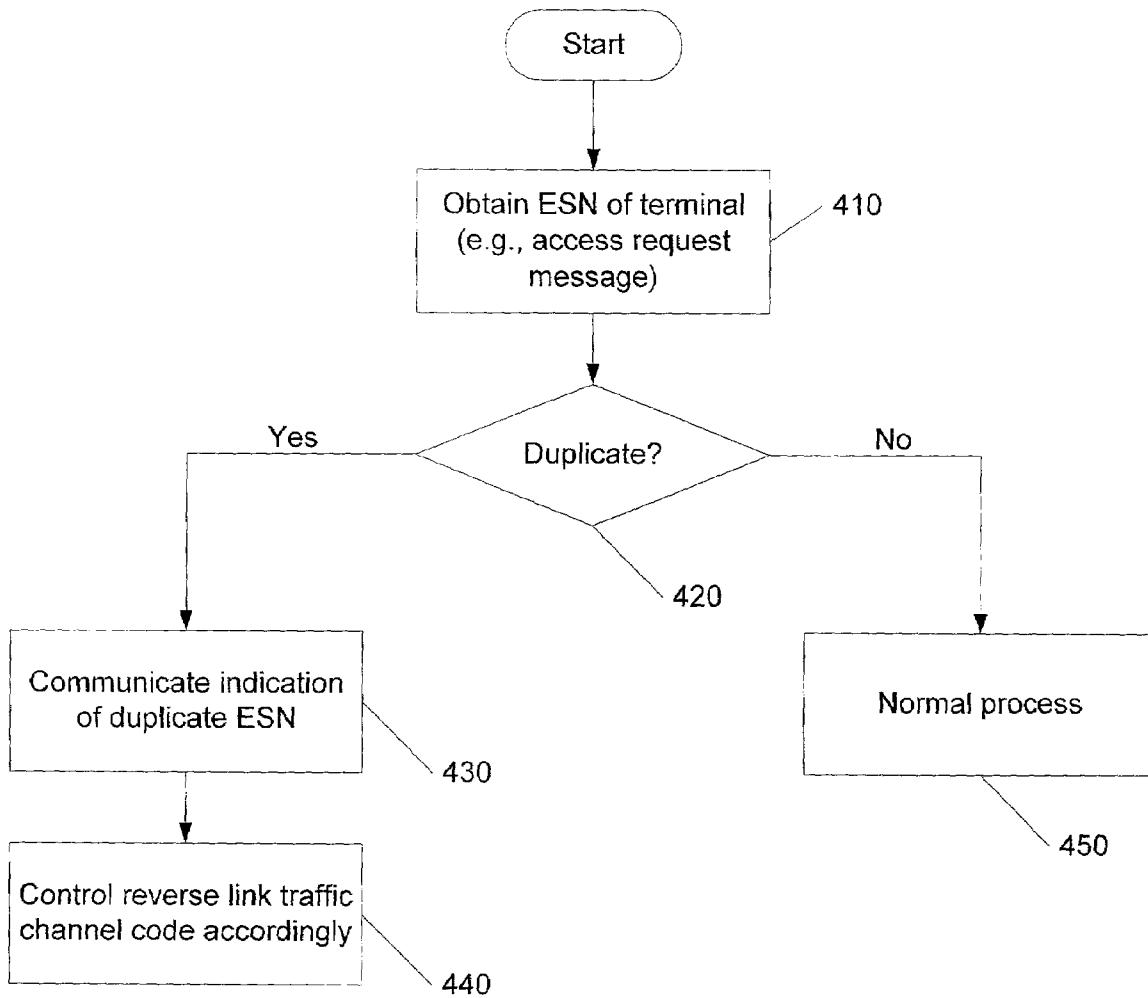 Start
Obtain ESN of terminal
(e.g., access request
message)
410
Duplicate?
Yes
No
420
Communicate indication
of duplicate ESN
430
Normal process
450
Control reverse link traffic
channel code accordingly
440